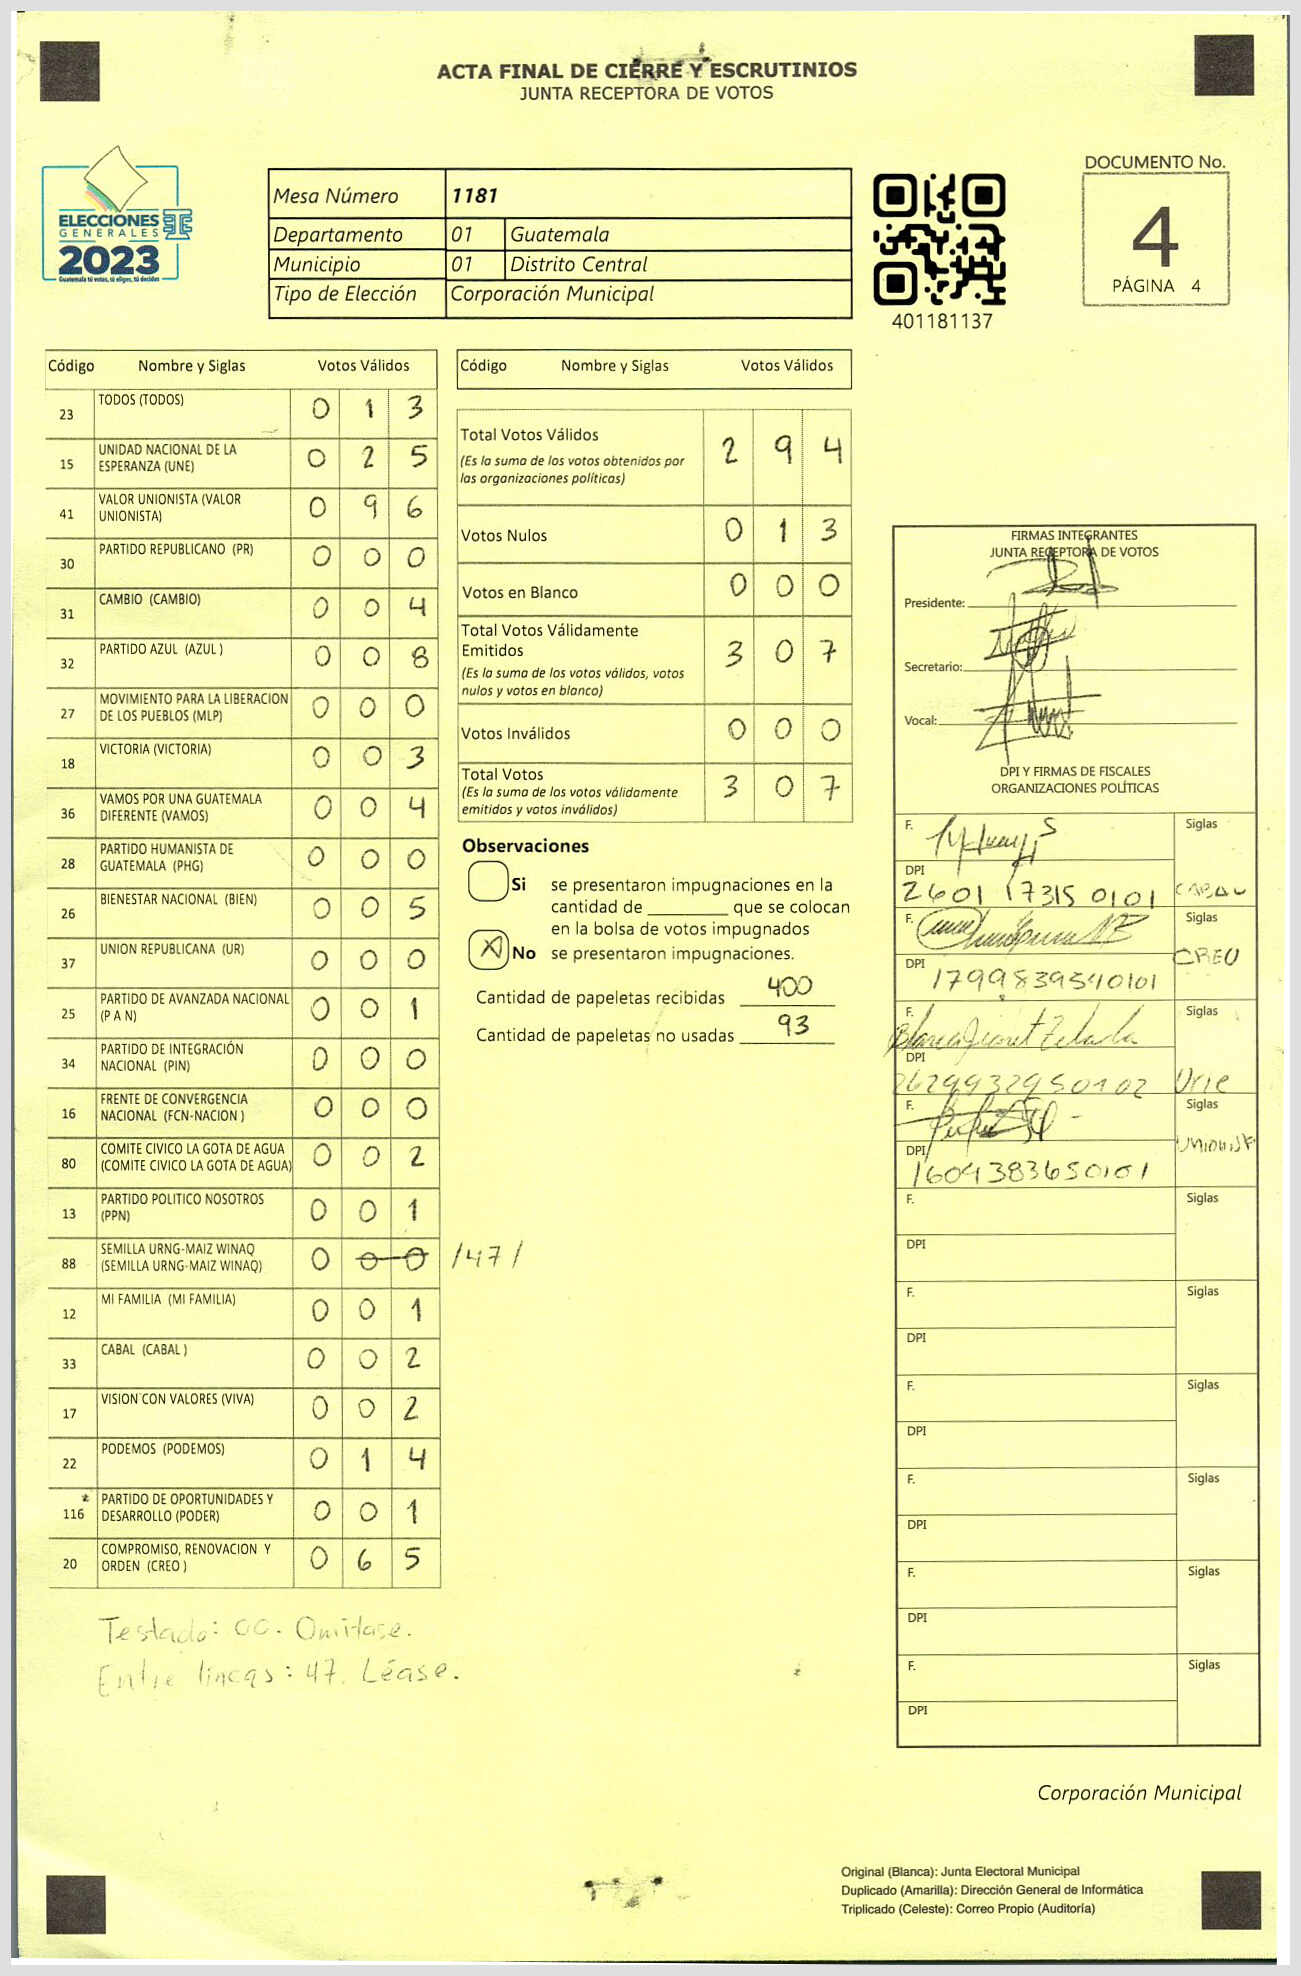 ACTA FINAL DE CIERRE Y ESCRUTINIOS
JUNTA RECEPTORA DE VOTOS
ELECCIONES
GENERALES
2023
Guatemala tú votas, tú eliges, tú decides
Mesa Número 1181
Departamento 01 Guatemala
Municipio 01 Distrito Central
Tipo de Elección Corporación Municipal
401181137
DOCUMENTO No.
4
PÁGINA 4
Código Nombre y Siglas Votos Válidos
23 TODOS (TODOS) 0 1 3
15 UNIDAD NACIONAL DE LA ESPERANZA (UNE) 0 2 5
41 VALOR UNIONISTA (VALOR UNIONISTA) 0 9 6
30 PARTIDO REPUBLICANO (PR) 0 0 0
31 CAMBIO (CAMBIO) 0 0 4
32 PARTIDO AZUL (AZUL ) 0 0 8
27 MOVIMIENTO PARA LA LIBERACION DE LOS PUEBLOS (MLP) 0 0 0
18 VICTORIA (VICTORIA) 0 0 3
36 VAMOS POR UNA GUATEMALA DIFERENTE (VAMOS) 0 0 4
28 PARTIDO HUMANISTA DE GUATEMALA (PHG) 0 0 0
26 BIENESTAR NACIONAL (BIEN) 0 0 5
37 UNION REPUBLICANA (UR) 0 0 0
25 PARTIDO DE AVANZADA NACIONAL (P A N) 0 0 1
34 PARTIDO DE INTEGRACIÓN NACIONAL (PIN) 0 0 0
16 FRENTE DE CONVERGENCIA NACIONAL (FCN-NACION ) 0 0 0
80 COMITE CIVICO LA GOTA DE AGUA (COMITE CIVICO LA GOTA DE AGUA) 0 0 2
13 PARTIDO POLITICO NOSOTROS (PPN) 0 0 1
88 SEMILLA URNG-MAIZ WINAQ (SEMILLA URNG-MAIZ WINAQ) 0 0 0 /47/
12 MI FAMILIA (MI FAMILIA) 0 0 1
33 CABAL (CABAL ) 0 0 2
17 VISION CON VALORES (VIVA) 0 0 2
22 PODEMOS (PODEMOS) 0 1 4
116 PARTIDO DE OPORTUNIDADES Y DESARROLLO (PODER) 0 0 1
20 COMPROMISO, RENOVACION Y ORDEN (CREO ) 0 6 5
Testado: 00. Omítase.
Entre líneas: 47. Léase.
Código Nombre y Siglas Votos Válidos
Total Votos Válidos 2 9 4
(Es la suma de los votos obtenidos por
las organizaciones políticas)
Votos Nulos 0 1 3
Votos en Blanco 0 0 0
Total Votos Válidamente
Emitidos 3 0 7
(Es la suma de los votos válidos, votos
nulos y votos en blanco)
Votos Inválidos 0 0 0
Total Votos 3 0 7
(Es la suma de los votos válidamente
emitidos y votos inválidos)
Observaciones
Si se presentaron impugnaciones en la
cantidad de ________ que se colocan
en la bolsa de votos impugnados
X No se presentaron impugnaciones.
Cantidad de papeletas recibidas 400
Cantidad de papeletas no usadas 93
FIRMAS INTEGRANTES
JUNTA RECEPTORA DE VOTOS
Presidente:
Secretario:
Vocal:
DPI Y FIRMAS DE FISCALES
ORGANIZACIONES POLÍTICAS
F. Siglas
DPI
2601 17315 0101 CABAL
F. Siglas
CREO
DPI 1799839540101
F. Siglas
Blanca Jeanet Zelada
DPI
2629932950102 Une
F. Siglas
DPI UNIONISTA
1604383650101
F. Siglas
DPI
F. Siglas
DPI
F. Siglas
DPI
F. Siglas
DPI
F. Siglas
DPI
F. Siglas
DPI
Corporación Municipal
Original (Blanca): Junta Electoral Municipal
Duplicado (Amarilla): Dirección General de Informática
Triplicado (Celeste): Correo Propio (Auditoría)